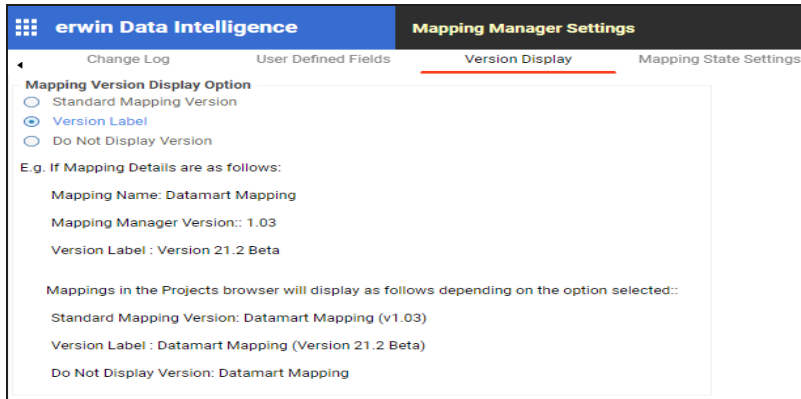 erwin Data Intelligence
Mapping Manager Settings
Change Log
User Defined Fields
Version Display
Mapping State Settings
Mapping Version Display Option
Standard Mapping Version
Version Label
Do Not Display Version
E.g. If Mapping Details are as follows:
Mapping Name: Datamart Mapping
Mapping Manager Version:: 1.03
Version Label : Version 21.2 Beta
Mappings in the Projects browser will display as follows depending on the option selected::
Standard Mapping Version: Datamart Mapping (v1.03)
Version Label : Datamart Mapping (Version 21.2 Beta)
Do Not Display Version: Datamart Mapping